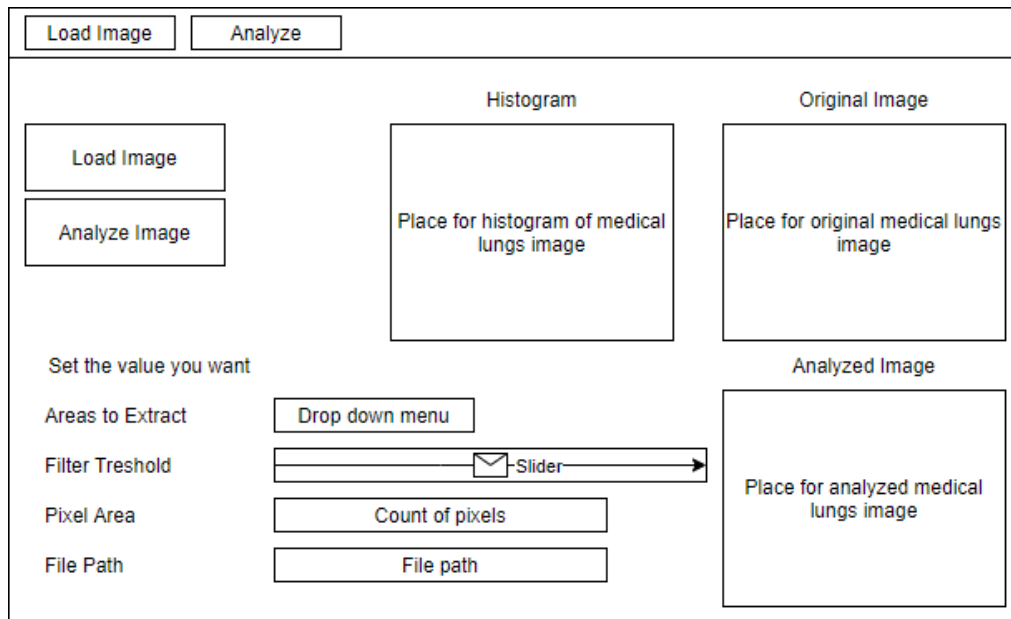 Load Image
Analyze
Histogram
Original Image
Load Image
Analyze Image
Place for histogram of medical
lungs image
Place for original medical lungs
image
Set the value you want
Analyzed Image
Areas to Extract
Drop down menu
Filter Treshold
Slider
Place for analyzed medical
lungs image
Pixel Area
Count of pixels
File Path
File path